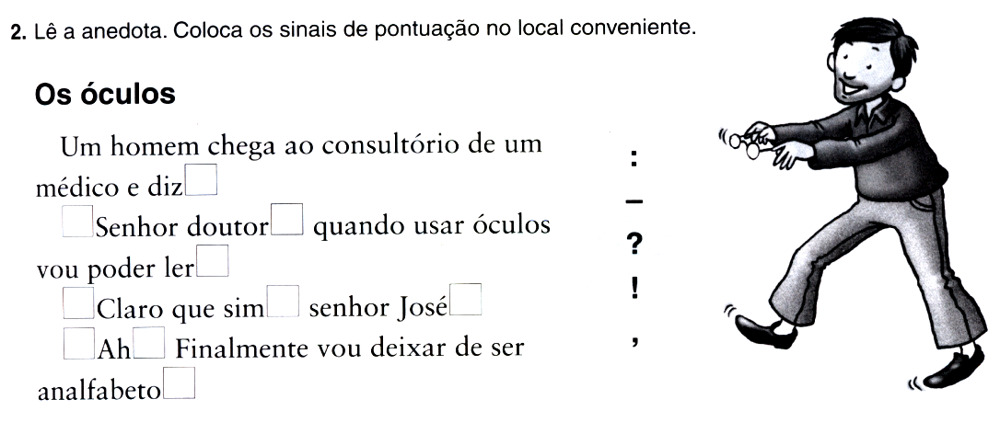 2. Lê a anedota. Coloca os sinais de pontuação no local conveniente.
Os óculos
Um homem chega ao consultório de um
médico e diz□
□Senhor doutor□ quando usar óculos
vou poder ler□
□Claro que sim□ senhor José□
□Ah□ Finalmente vou deixar de ser
analfabeto□
:
–
?
!
,